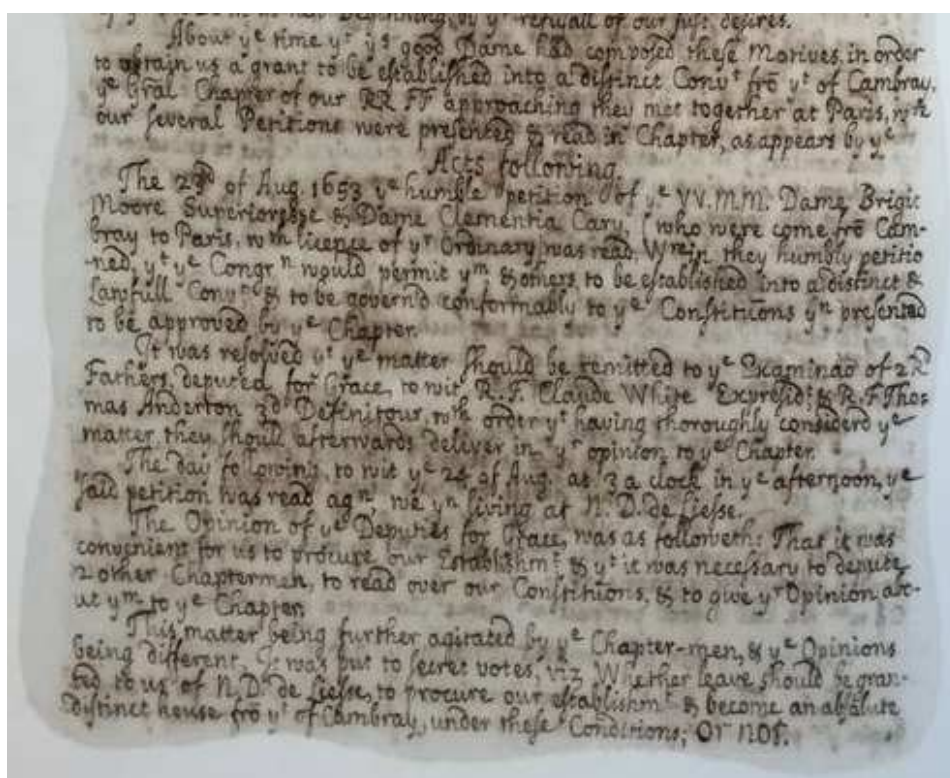 beginning, by yr refusall of our just desires.
About ye time yt ys good Dame had composed these Motives, in order
to obtain us a grant to be established into a distinct Convt frō yt of Cambray,
ye Gral Chapter of our RR FF approaching they met together at Paris, wch
our several Petitions were presented & read in Chapter, as appears by ye
Acts following.
The 23d of Aug. 1653 ye humble petition of ye VV.MM. Dame Brigit
Moore Superioresse & Dame Clementia Cary, (who were come frō Cam-
bray to Paris, wth licence of yr Ordinary) was read, Wrein they humbly petitio
-ned, yt ye Congrn would permit ym & others, to be established into a distinct &
Lawfull Convt & to be governd conformably to ye Constituōns yn presented
to be approved by ye Chapter.
It was resolved yt ye matter should be remitted to ye Examinaō of 2 R
Fathers, deputed for Grace, to wit, R. F. Claude White Expresidt & R. F Tho=
mas Anderton 3d Definitour, wth order yt having thoroughly considerd ye
matter, they should afterwards deliver in yr opinion to ye Chapter.
The day following, to wit ye 24 of Aug. at 3 a clock in ye afternoon, ye
said petition was read agn, we yn living at N. D. de Liesse.
The Opinion of ye Deputies for Grace, was as followeth: That it was
convenient for us to procure our Establishmt & yt it was necessary to depute
2 other Chaptermen, to read over our Constituōns, & to give yr Opinion abo-
ut ym to ye Chapter.
This matter being further agitated by ye Chapter-men, & ye Opinions
being different, It was put to secret votes, viz Whether leave should be gran-
ted to us of N. D. de Liesse, to procure our establishmt & become an absolute
distinct house frō yt of Cambray, under these Conditions; Or not.